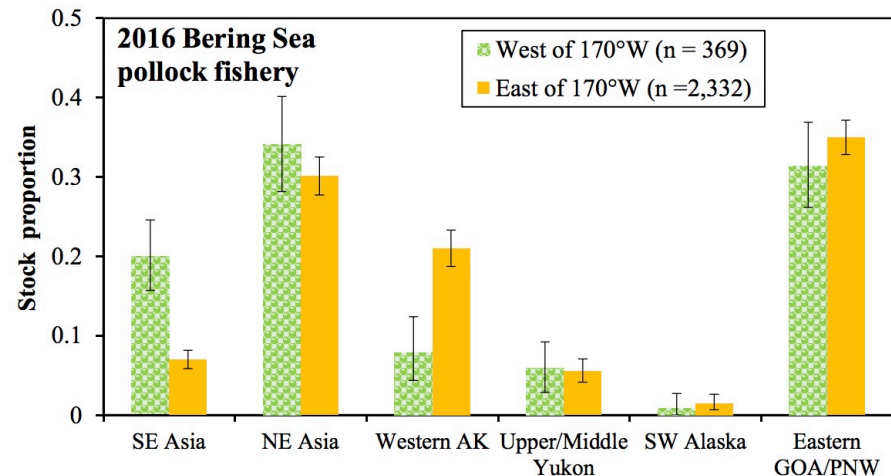 2016 Bering Sea
pollock fishery
West of 170°W (n = 369)
East of 170°W (n =2,332)
Stock proportion
0.5
0.4
0.3
0.2
0.1
0
SE Asia
NE Asia
Western AK
Upper/Middle
Yukon
SW Alaska
Eastern
GOA/PNW